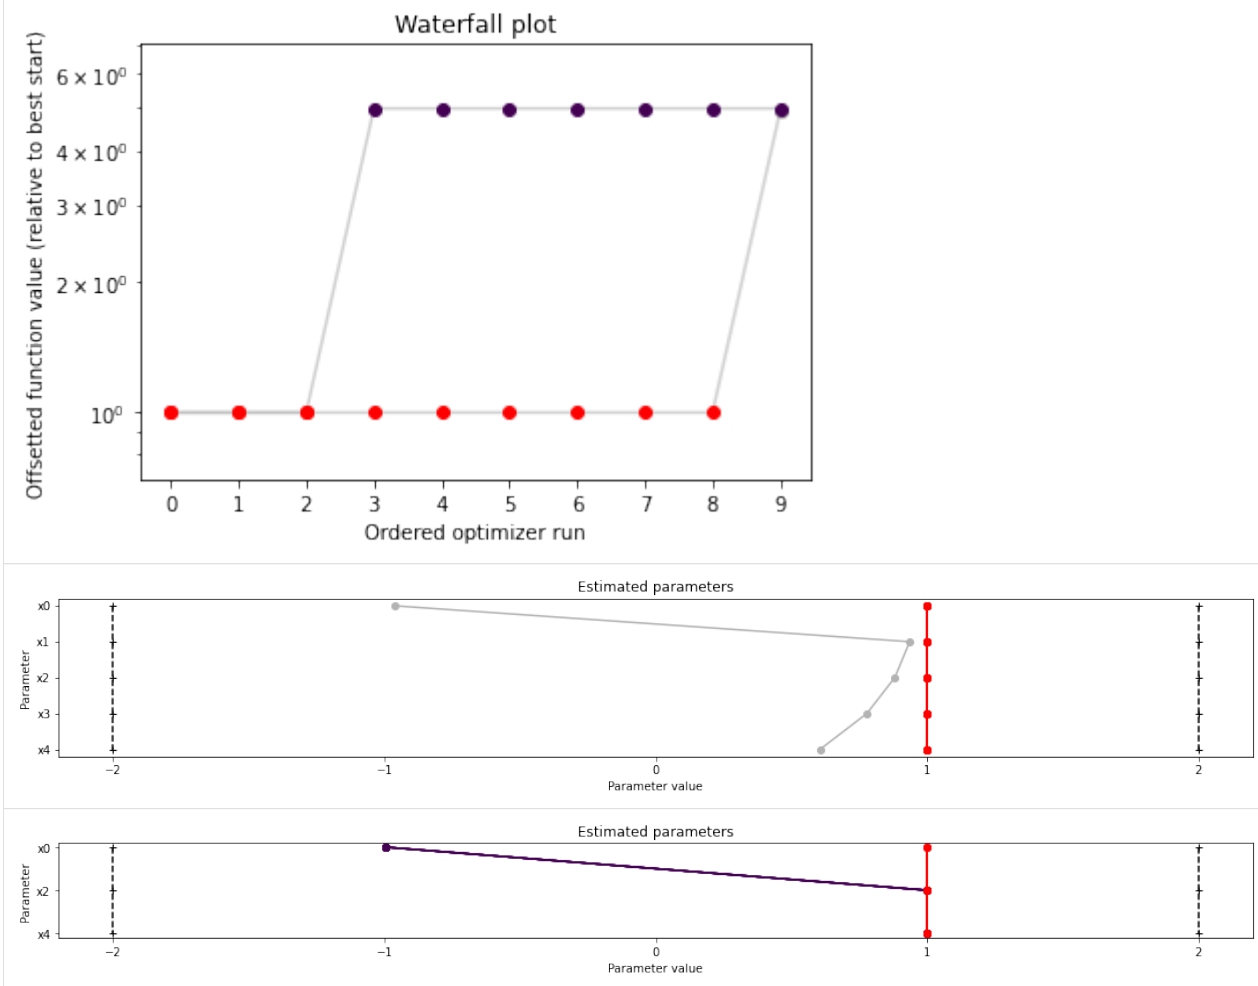 Waterfall plot
Offsetted function value (relative to best start)
6 × 10⁰
4 × 10⁰
3 × 10⁰
2 × 10⁰
10⁰
0 1 2 3 4 5 6 7 8 9
Ordered optimizer run
Estimated parameters
Parameter
x0
x1
x2
x3
x4
−2 −1 0 1 2
Parameter value
Estimated parameters
Parameter
x0
x2
x4
−2 −1 0 1 2
Parameter value